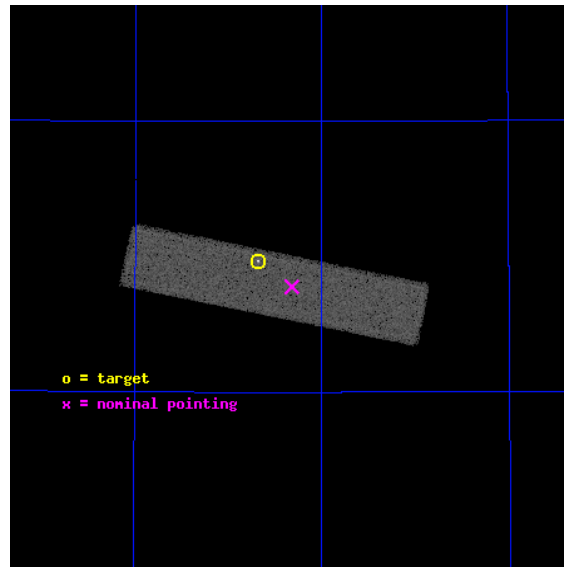 o = target
x = nominal pointing